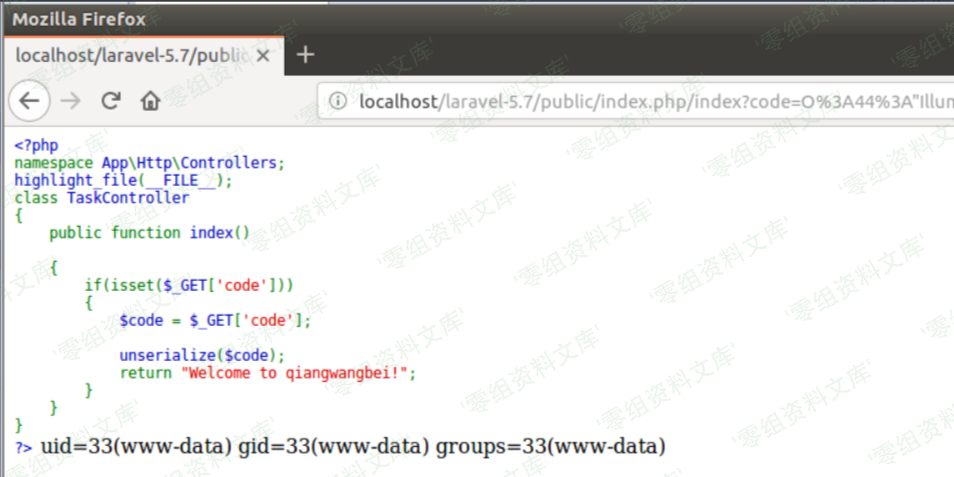 Mozilla Firefox
localhost/laravel-5.7/public
localhost/laravel-5.7/public/index.php/index?code=O%3A44%3A"Illum
<?php
namespace App\Http\Controllers;
highlight_file(__FILE__);
class TaskController
{
    public function index()
    {
        if(isset($_GET['code']))
        {
            $code = $_GET['code'];
            unserialize($code);
            return "Welcome to qiangwangbei!";
        }
    }
}
?> uid=33(www-data) gid=33(www-data) groups=33(www-data)
'零组资料文库'